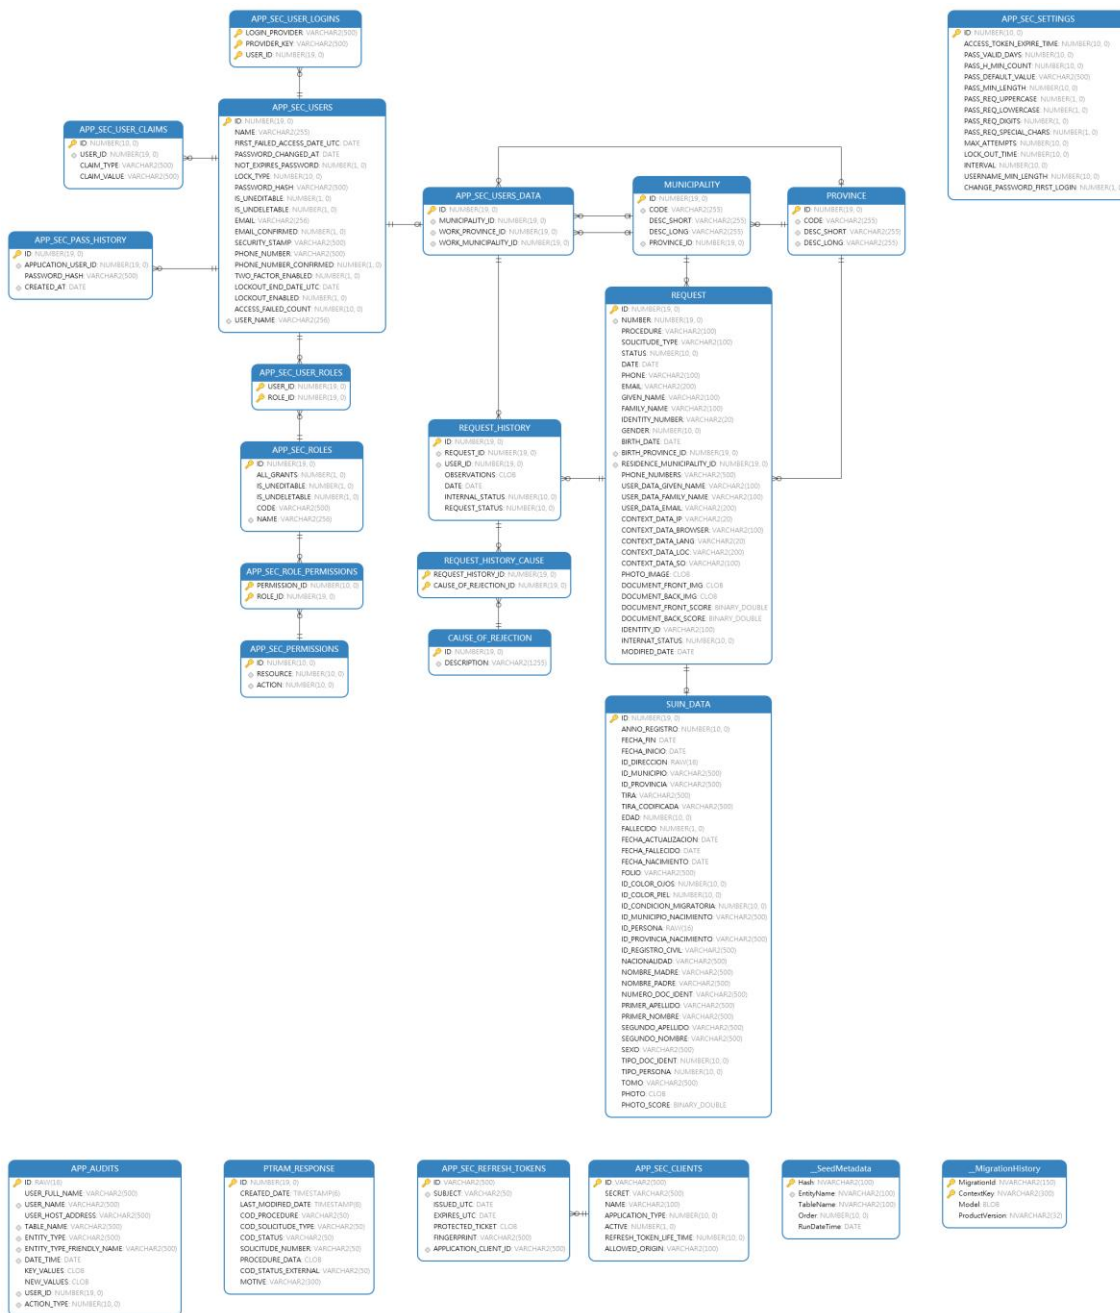 APP_SEC_USER_LOGINS
LOGIN_PROVIDER: VARCHAR2(500)
PROVIDER_KEY: VARCHAR2(500)
USER_ID: NUMBER(19, 0)
APP_SEC_SETTINGS
ID: NUMBER(10, 0)
ACCESS_TOKEN_EXPIRE_TIME: NUMBER(10, 0)
PASS_VALID_DAYS: NUMBER(10, 0)
PASS_H_MIN_COUNT: NUMBER(10, 0)
PASS_DEFAULT_VALUE: VARCHAR2(500)
PASS_MIN_LENGTH: NUMBER(10, 0)
PASS_REQ_UPPERCASE: NUMBER(1, 0)
PASS_REQ_LOWERCASE: NUMBER(1, 0)
PASS_REQ_DIGITS: NUMBER(1, 0)
PASS_REQ_SPECIAL_CHARS: NUMBER(1, 0)
MAX_ATTEMPTS: NUMBER(10, 0)
LOCK_OUT_TIME: NUMBER(10, 0)
INTERVAL: NUMBER(10, 0)
USERNAME_MIN_LENGTH: NUMBER(10, 0)
CHANGE_PASSWORD_FIRST_LOGIN: NUMBER(1,
APP_SEC_USERS
ID: NUMBER(19, 0)
NAME: VARCHAR2(255)
FIRST_FAILED_ACCESS_DATE_UTC: DATE
PASSWORD_CHANGED_AT: DATE
NOT_EXPIRES_PASSWORD: NUMBER(1, 0)
LOCK_TYPE: NUMBER(10, 0)
PASSWORD_HASH: VARCHAR2(500)
IS_UNEDITABLE: NUMBER(1, 0)
IS_UNDELETABLE: NUMBER(1, 0)
EMAIL: VARCHAR2(256)
EMAIL_CONFIRMED: NUMBER(1, 0)
SECURITY_STAMP: VARCHAR2(500)
PHONE_NUMBER: VARCHAR2(500)
PHONE_NUMBER_CONFIRMED: NUMBER(1, 0)
TWO_FACTOR_ENABLED: NUMBER(1, 0)
LOCKOUT_END_DATE_UTC: DATE
LOCKOUT_ENABLED: NUMBER(1, 0)
ACCESS_FAILED_COUNT: NUMBER(10, 0)
USER_NAME: VARCHAR2(256)
APP_SEC_USER_CLAIMS
ID: NUMBER(10, 0)
USER_ID: NUMBER(19, 0)
CLAIM_TYPE: VARCHAR2(500)
CLAIM_VALUE: VARCHAR2(500)
APP_SEC_PASS_HISTORY
ID: NUMBER(19, 0)
APPLICATION_USER_ID: NUMBER(19, 0)
PASSWORD_HASH: VARCHAR2(500)
CREATED_AT: DATE
APP_SEC_USERS_DATA
ID: NUMBER(19, 0)
MUNICIPALITY_ID: NUMBER(19, 0)
WORK_PROVINCE_ID: NUMBER(19, 0)
WORK_MUNICIPALITY_ID: NUMBER(19, 0)
MUNICIPALITY
ID: NUMBER(19, 0)
CODE: VARCHAR2(255)
DESC_SHORT: VARCHAR2(255)
DESC_LONG: VARCHAR2(255)
PROVINCE_ID: NUMBER(19, 0)
PROVINCE
ID: NUMBER(19, 0)
CODE: VARCHAR2(255)
DESC_SHORT: VARCHAR2(255)
DESC_LONG: VARCHAR2(255)
REQUEST
ID: NUMBER(19, 0)
NUMBER: NUMBER(19, 0)
PROCEDURE: VARCHAR2(100)
SOLICITUDE_TYPE: VARCHAR2(100)
STATUS: NUMBER(10, 0)
DATE: DATE
PHONE: VARCHAR2(100)
EMAIL: VARCHAR2(200)
GIVEN_NAME: VARCHAR2(100)
FAMILY_NAME: VARCHAR2(100)
IDENTITY_NUMBER: VARCHAR2(20)
GENDER: NUMBER(10, 0)
BIRTH_DATE: DATE
BIRTH_PROVINCE_ID: NUMBER(19, 0)
RESIDENCE_MUNICIPALITY_ID: NUMBER(19, 0)
PHONE_NUMBERS: VARCHAR2(500)
USER_DATA_GIVEN_NAME: VARCHAR2(100)
USER_DATA_FAMILY_NAME: VARCHAR2(100)
USER_DATA_EMAIL: VARCHAR2(200)
CONTEXT_DATA_IP: VARCHAR2(20)
CONTEXT_DATA_BROWSER: VARCHAR2(100)
CONTEXT_DATA_LANG: VARCHAR2(20)
CONTEXT_DATA_LOC: VARCHAR2(200)
CONTEXT_DATA_SO: VARCHAR2(100)
PHOTO_IMAGE: CLOB
DOCUMENT_FRONT_IMG: CLOB
DOCUMENT_BACK_IMG: CLOB
DOCUMENT_FRONT_SCORE: BINARY_DOUBLE
DOCUMENT_BACK_SCORE: BINARY_DOUBLE
IDENTITY_ID: VARCHAR2(100)
INTERNAT_STATUS: NUMBER(10, 0)
MODIFIED_DATE: DATE
APP_SEC_USER_ROLES
USER_ID: NUMBER(19, 0)
ROLE_ID: NUMBER(19, 0)
APP_SEC_ROLES
ID: NUMBER(19, 0)
ALL_GRANTS: NUMBER(1, 0)
IS_UNEDITABLE: NUMBER(1, 0)
IS_UNDELETABLE: NUMBER(1, 0)
CODE: VARCHAR2(500)
NAME: VARCHAR2(256)
REQUEST_HISTORY
ID: NUMBER(19, 0)
REQUEST_ID: NUMBER(19, 0)
USER_ID: NUMBER(19, 0)
OBSERVATIONS: CLOB
DATE: DATE
INTERNAL_STATUS: NUMBER(10, 0)
REQUEST_STATUS: NUMBER(10, 0)
APP_SEC_ROLE_PERMISSIONS
PERMISSION_ID: NUMBER(10, 0)
ROLE_ID: NUMBER(19, 0)
REQUEST_HISTORY_CAUSE
REQUEST_HISTORY_ID: NUMBER(19, 0)
CAUSE_OF_REJECTION_ID: NUMBER(19, 0)
APP_SEC_PERMISSIONS
ID: NUMBER(10, 0)
RESOURCE: NUMBER(10, 0)
ACTION: NUMBER(10, 0)
CAUSE_OF_REJECTION
ID: NUMBER(19, 0)
DESCRIPTION: VARCHAR2(1255)
SUIN_DATA
ID: NUMBER(19, 0)
ANNO_REGISTRO: NUMBER(10, 0)
FECHA_FIN: DATE
FECHA_INICIO: DATE
ID_DIRECCION: RAW(16)
ID_MUNICIPIO: VARCHAR2(500)
ID_PROVINCIA: VARCHAR2(500)
TIRA: VARCHAR2(500)
TIRA_CODIFICADA: VARCHAR2(500)
EDAD: NUMBER(10, 0)
FALLECIDO: NUMBER(1, 0)
FECHA_ACTUALIZACION: DATE
FECHA_FALLECIDO: DATE
FECHA_NACIMIENTO: DATE
FOLIO: VARCHAR2(500)
ID_COLOR_OJOS: NUMBER(10, 0)
ID_COLOR_PIEL: NUMBER(10, 0)
ID_CONDICION_MIGRATORIA: NUMBER(10, 0)
ID_MUNICIPIO_NACIMIENTO: VARCHAR2(500)
ID_PERSONA: RAW(16)
ID_PROVINCIA_NACIMIENTO: VARCHAR2(500)
ID_REGISTRO_CIVIL: VARCHAR2(500)
NACIONALIDAD: VARCHAR2(500)
NOMBRE_MADRE: VARCHAR2(500)
NOMBRE_PADRE: VARCHAR2(500)
NUMERO_DOC_IDENT: VARCHAR2(500)
PRIMER_APELLIDO: VARCHAR2(500)
PRIMER_NOMBRE: VARCHAR2(500)
SEGUNDO_APELLIDO: VARCHAR2(500)
SEGUNDO_NOMBRE: VARCHAR2(500)
SEXO: VARCHAR2(500)
TIPO_DOC_IDENT: NUMBER(10, 0)
TIPO_PERSONA: NUMBER(10, 0)
TOMO: VARCHAR2(500)
PHOTO: CLOB
PHOTO_SCORE: BINARY_DOUBLE
APP_AUDITS
ID: RAW(16)
USER_FULL_NAME: VARCHAR2(500)
USER_NAME: VARCHAR2(500)
USER_HOST_ADDRESS: VARCHAR2(500)
TABLE_NAME: VARCHAR2(500)
ENTITY_TYPE: VARCHAR2(500)
ENTITY_TYPE_FRIENDLY_NAME: VARCHAR2(500)
DATE_TIME: DATE
KEY_VALUES: CLOB
NEW_VALUES: CLOB
USER_ID: NUMBER(19, 0)
ACTION_TYPE: NUMBER(10, 0)
PTRAM_RESPONSE
ID: NUMBER(19, 0)
CREATED_DATE: TIMESTAMP(6)
LAST_MODIFIED_DATE: TIMESTAMP(6)
COD_PROCEDURE: VARCHAR2(50)
COD_SOLICITUDE_TYPE: VARCHAR2(50)
COD_STATUS: VARCHAR2(50)
SOLICITUDE_NUMBER: VARCHAR2(50)
PROCEDURE_DATA: CLOB
COD_STATUS_EXTERNAL: VARCHAR2(50)
MOTIVE: VARCHAR2(300)
APP_SEC_REFRESH_TOKENS
ID: VARCHAR2(500)
SUBJECT: VARCHAR2(50)
ISSUED_UTC: DATE
EXPIRES_UTC: DATE
PROTECTED_TICKET: CLOB
FINGERPRINT: VARCHAR2(500)
APPLICATION_CLIENT_ID: VARCHAR2(500)
APP_SEC_CLIENTS
ID: VARCHAR2(500)
SECRET: VARCHAR2(500)
NAME: VARCHAR2(100)
APPLICATION_TYPE: NUMBER(10, 0)
ACTIVE: NUMBER(1, 0)
REFRESH_TOKEN_LIFE_TIME: NUMBER(10, 0)
ALLOWED_ORIGIN: VARCHAR2(100)
__SeedMetadata
Hash: NVARCHAR2(100)
EntityName: NVARCHAR2(100)
TableName: NVARCHAR2(100)
Order: NUMBER(10, 0)
RunDateTime: DATE
__MigrationHistory
MigrationId: NVARCHAR2(150)
ContextKey: NVARCHAR2(300)
Model: BLOB
ProductVersion: NVARCHAR2(32)